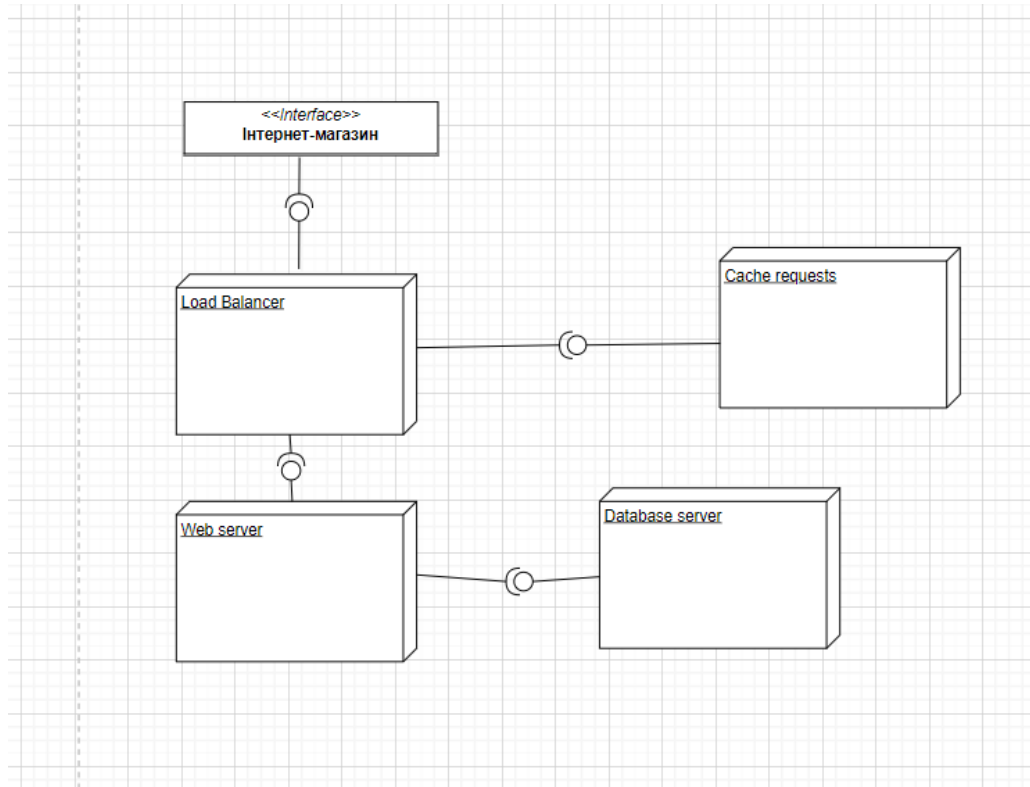 <<Interface>>
Інтернет-магазин
Load Balancer
Cache requests
Web server
Database server